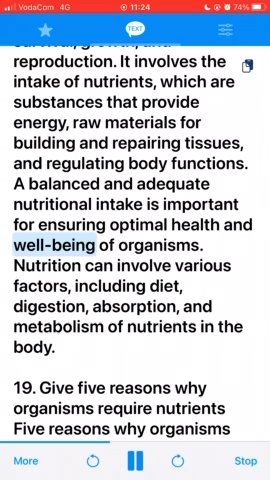 VodaCom 4G 11:24 74%
TEXT
survival, growth, and
reproduction. It involves the
intake of nutrients, which are
substances that provide
energy, raw materials for
building and repairing tissues,
and regulating body functions.
A balanced and adequate
nutritional intake is important
for ensuring optimal health and
well-being of organisms.
Nutrition can involve various
factors, including diet,
digestion, absorption, and
metabolism of nutrients in the
body.
19. Give five reasons why
organisms require nutrients
Five reasons why organisms
More Stop